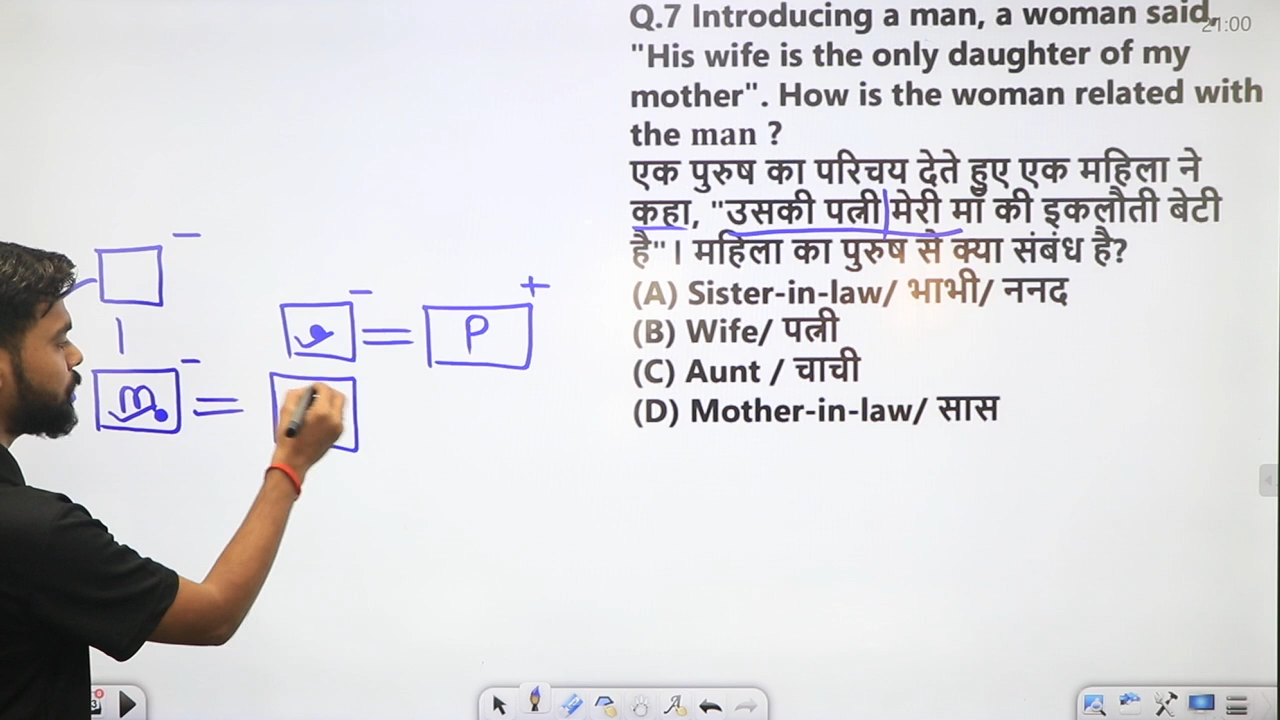 Q.7 Introducing a man, a woman said,
21:00
"His wife is the only daughter of my
mother". How is the woman related with
the man ?
एक पुरुष का परिचय देते हुए एक महिला ने
कहा, "उसकी पत्नी मेरी माँ की इकलौती बेटी
है"। महिला का पुरुष से क्या संबंध है?
(A) Sister-in-law/ भाभी/ ननद
(B) Wife/ पत्नी
(C) Aunt / चाची
(D) Mother-in-law/ सास
P
m